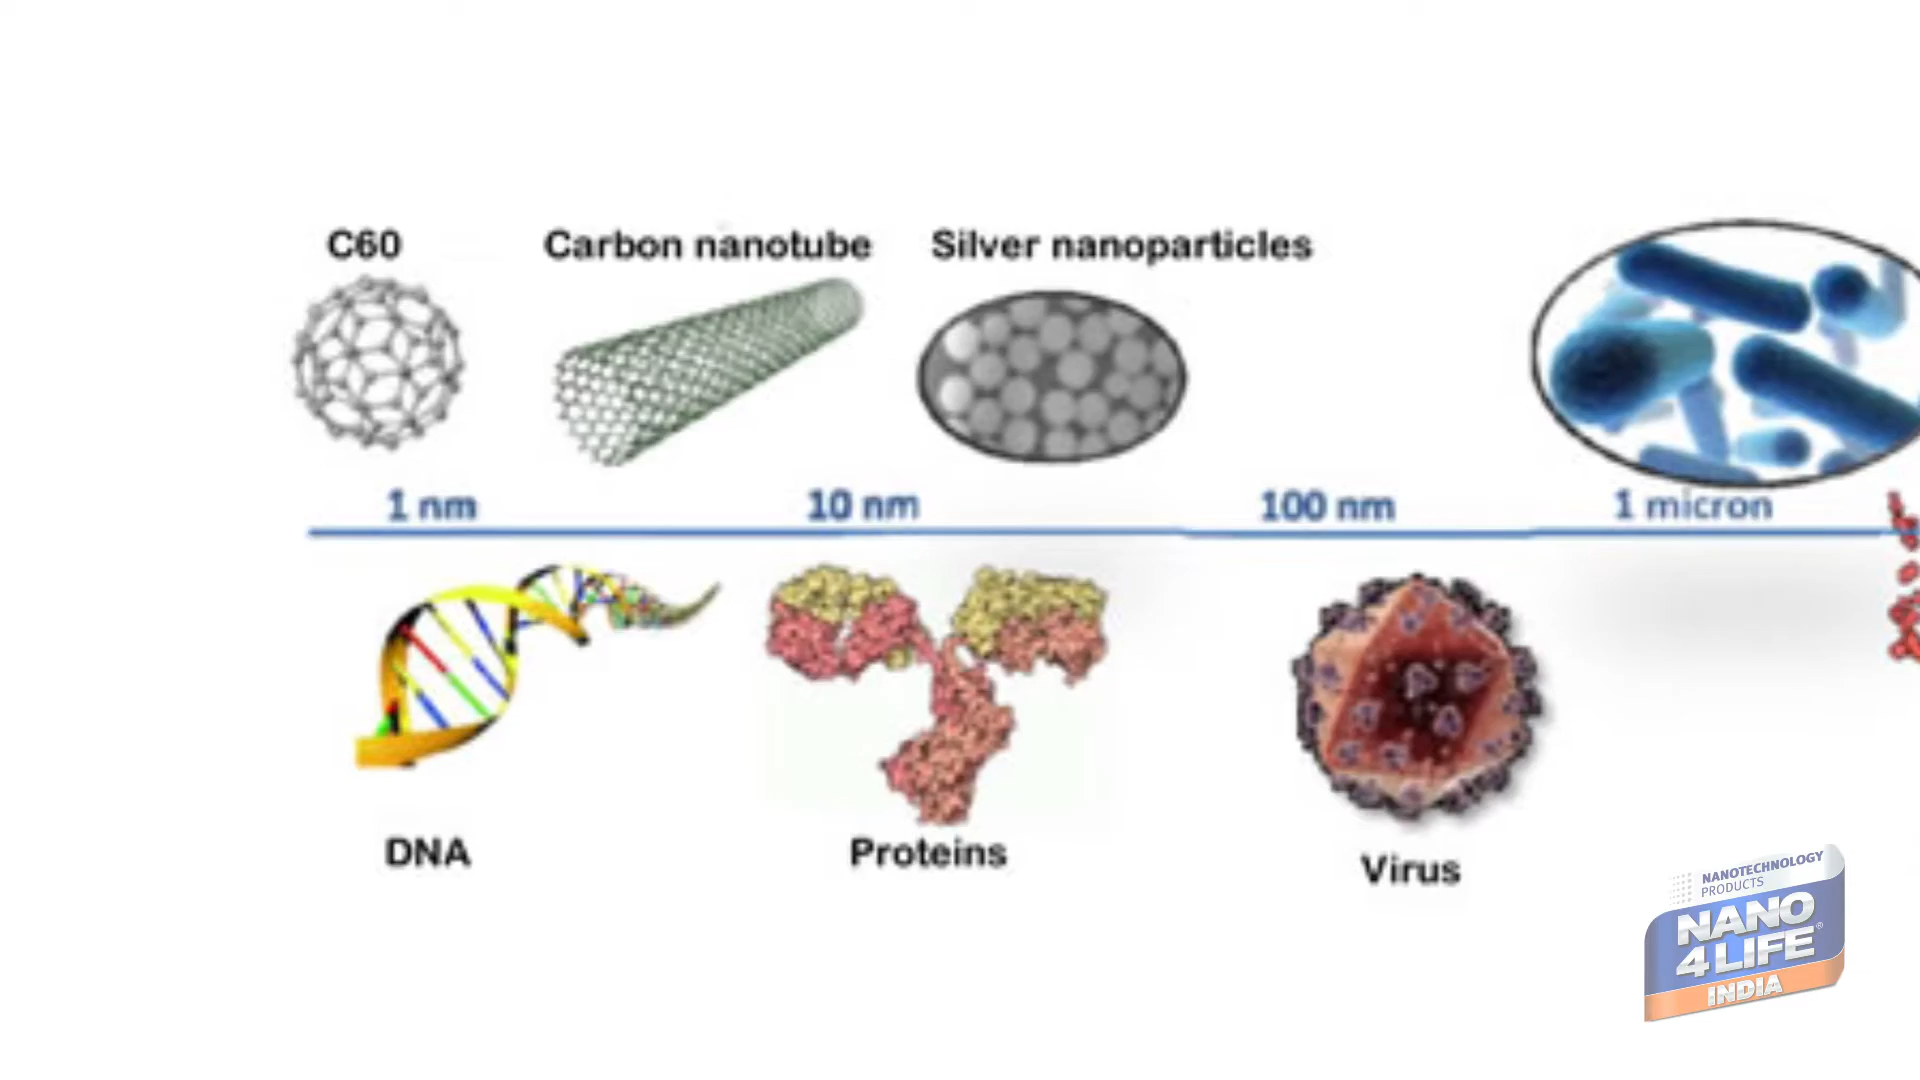 C60
Carbon nanotube
Silver nanoparticles
1 nm
10 nm
100 nm
1 micron
DNA
Proteins
Virus
NANOTECHNOLOGY
PRODUCTS
NANO
4LIFE®
INDIA